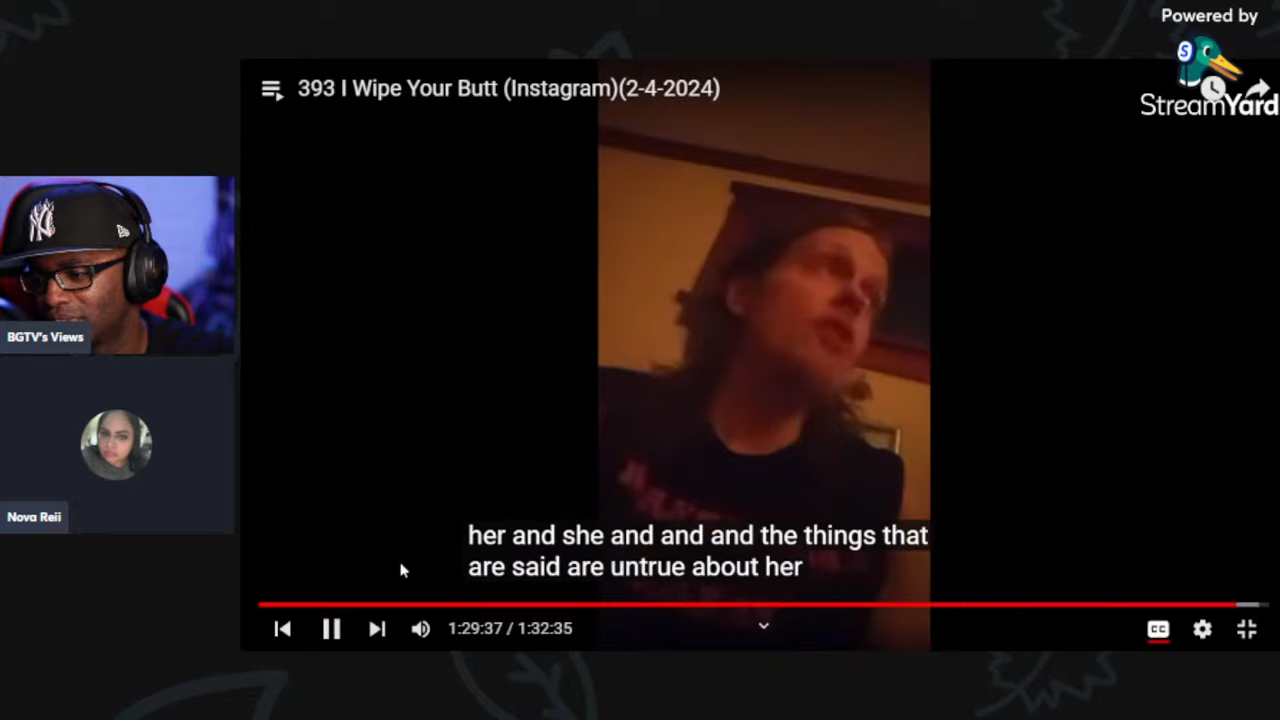 Powered by
StreamYard
393 I Wipe Your Butt (Instagram)(2-4-2024)
BGTV's Views
Nova Reii
her and she and and and the things that
are said are untrue about her
1:29:37 / 1:32:35
CC